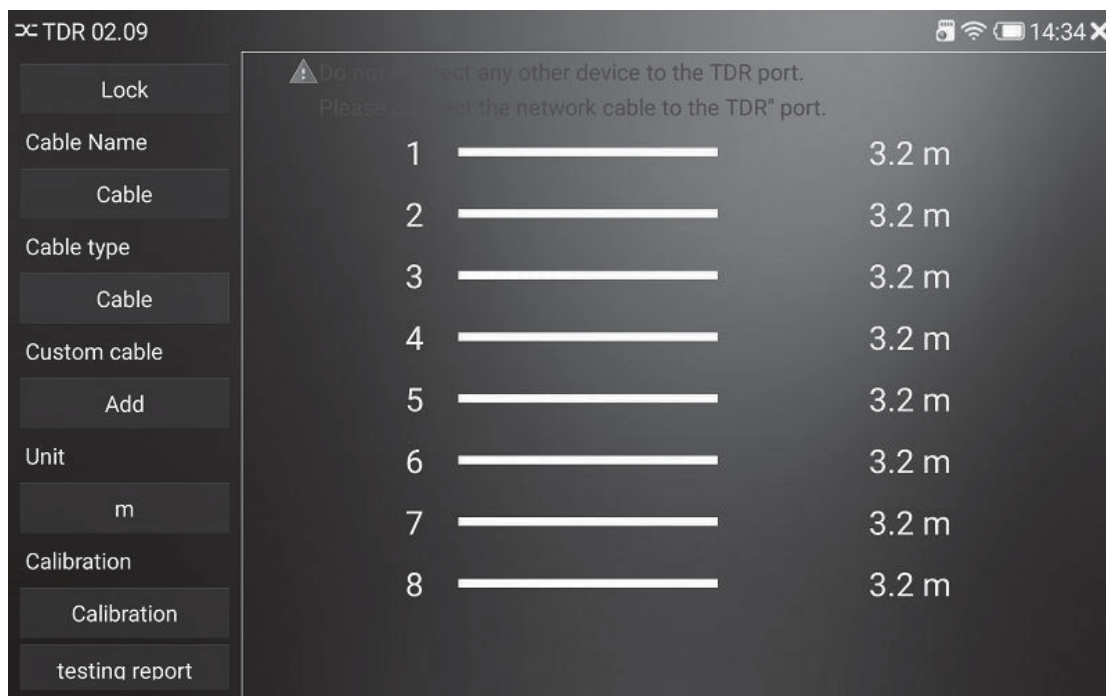 TDR 02.09
14:34
Lock
Cable Name
Cable
Cable type
Cable
Custom cable
Add
Unit
m
Calibration
Calibration
testing report
Do not any other device to the TDR port.
Please the network cable to the TDR" port.
1 3.2 m
2 3.2 m
3 3.2 m
4 3.2 m
5 3.2 m
6 3.2 m
7 3.2 m
8 3.2 m